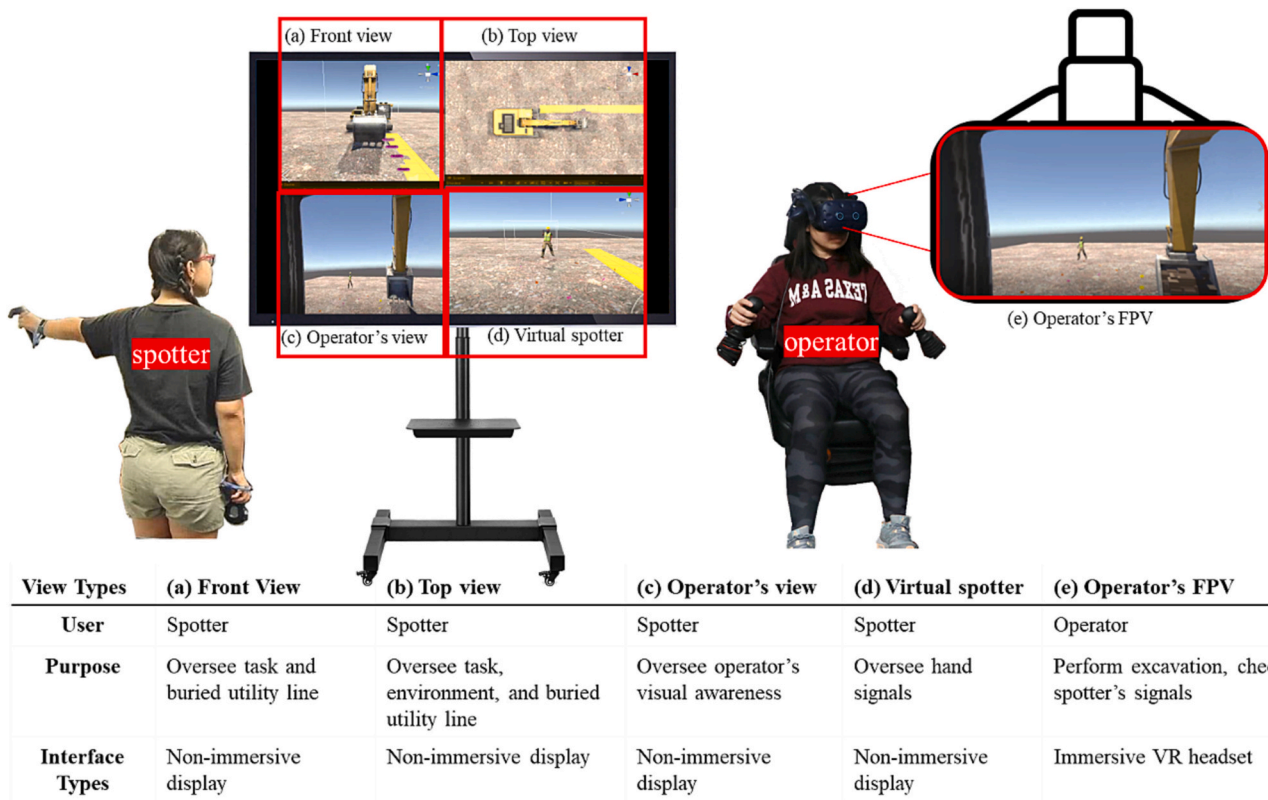 (a) Front view
(b) Top view
(c) Operator's view
(d) Virtual spotter
spotter
TEXAS A&M
operator
(e) Operator's FPV
View Types (a) Front View (b) Top view (c) Operator's view (d) Virtual spotter (e) Operator's FPV
User Spotter Spotter Spotter Spotter Operator
Purpose Oversee task and Oversee task, Oversee operator's Oversee hand Perform excavation, chec
buried utility line environment, and buried visual awareness signals spotter's signals
utility line
Interface Non-immersive Non-immersive display Non-immersive Non-immersive Immersive VR headset
Types display display display